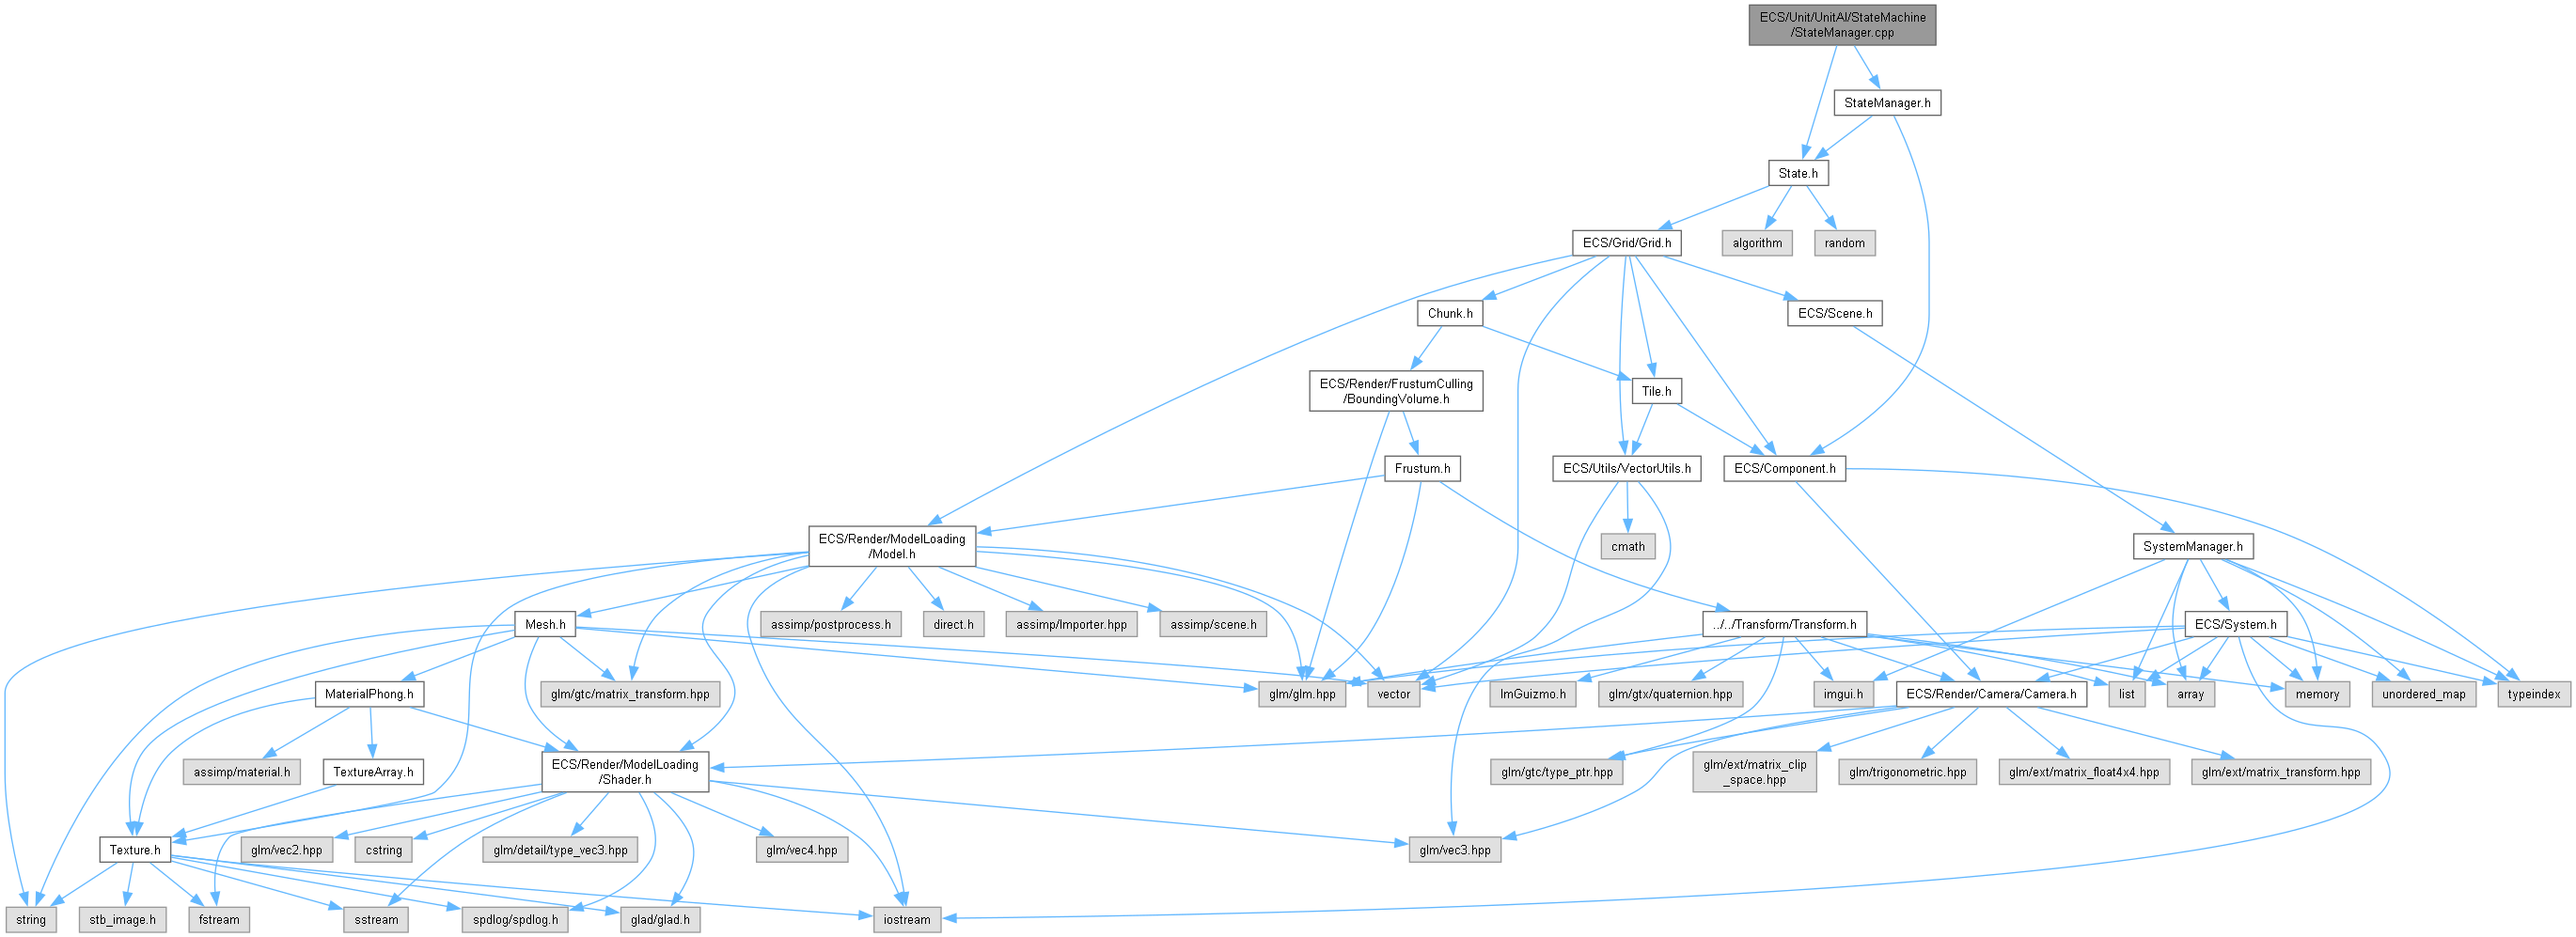 ECS/Unit/UnitAI/StateMachine
/StateManager.cpp
StateManager.h
State.h
ECS/Grid/Grid.h
algorithm
random
Chunk.h
ECS/Scene.h
ECS/Render/FrustumCulling
/BoundingVolume.h
Tile.h
Frustum.h
ECS/Utils/VectorUtils.h
ECS/Component.h
ECS/Render/ModelLoading
/Model.h
cmath
SystemManager.h
Mesh.h
assimp/postprocess.h
direct.h
assimp/Importer.hpp
assimp/scene.h
../../Transform/Transform.h
ECS/System.h
MaterialPhong.h
glm/gtc/matrix_transform.hpp
glm/glm.hpp
vector
ImGuizmo.h
glm/gtx/quaternion.hpp
imgui.h
ECS/Render/Camera/Camera.h
list
array
memory
unordered_map
typeindex
assimp/material.h
TextureArray.h
ECS/Render/ModelLoading
/Shader.h
glm/gtc/type_ptr.hpp
glm/ext/matrix_clip
_space.hpp
glm/trigonometric.hpp
glm/ext/matrix_float4x4.hpp
glm/ext/matrix_transform.hpp
Texture.h
glm/vec2.hpp
cstring
glm/detail/type_vec3.hpp
glm/vec4.hpp
glm/vec3.hpp
string
stb_image.h
fstream
sstream
spdlog/spdlog.h
glad/glad.h
iostream